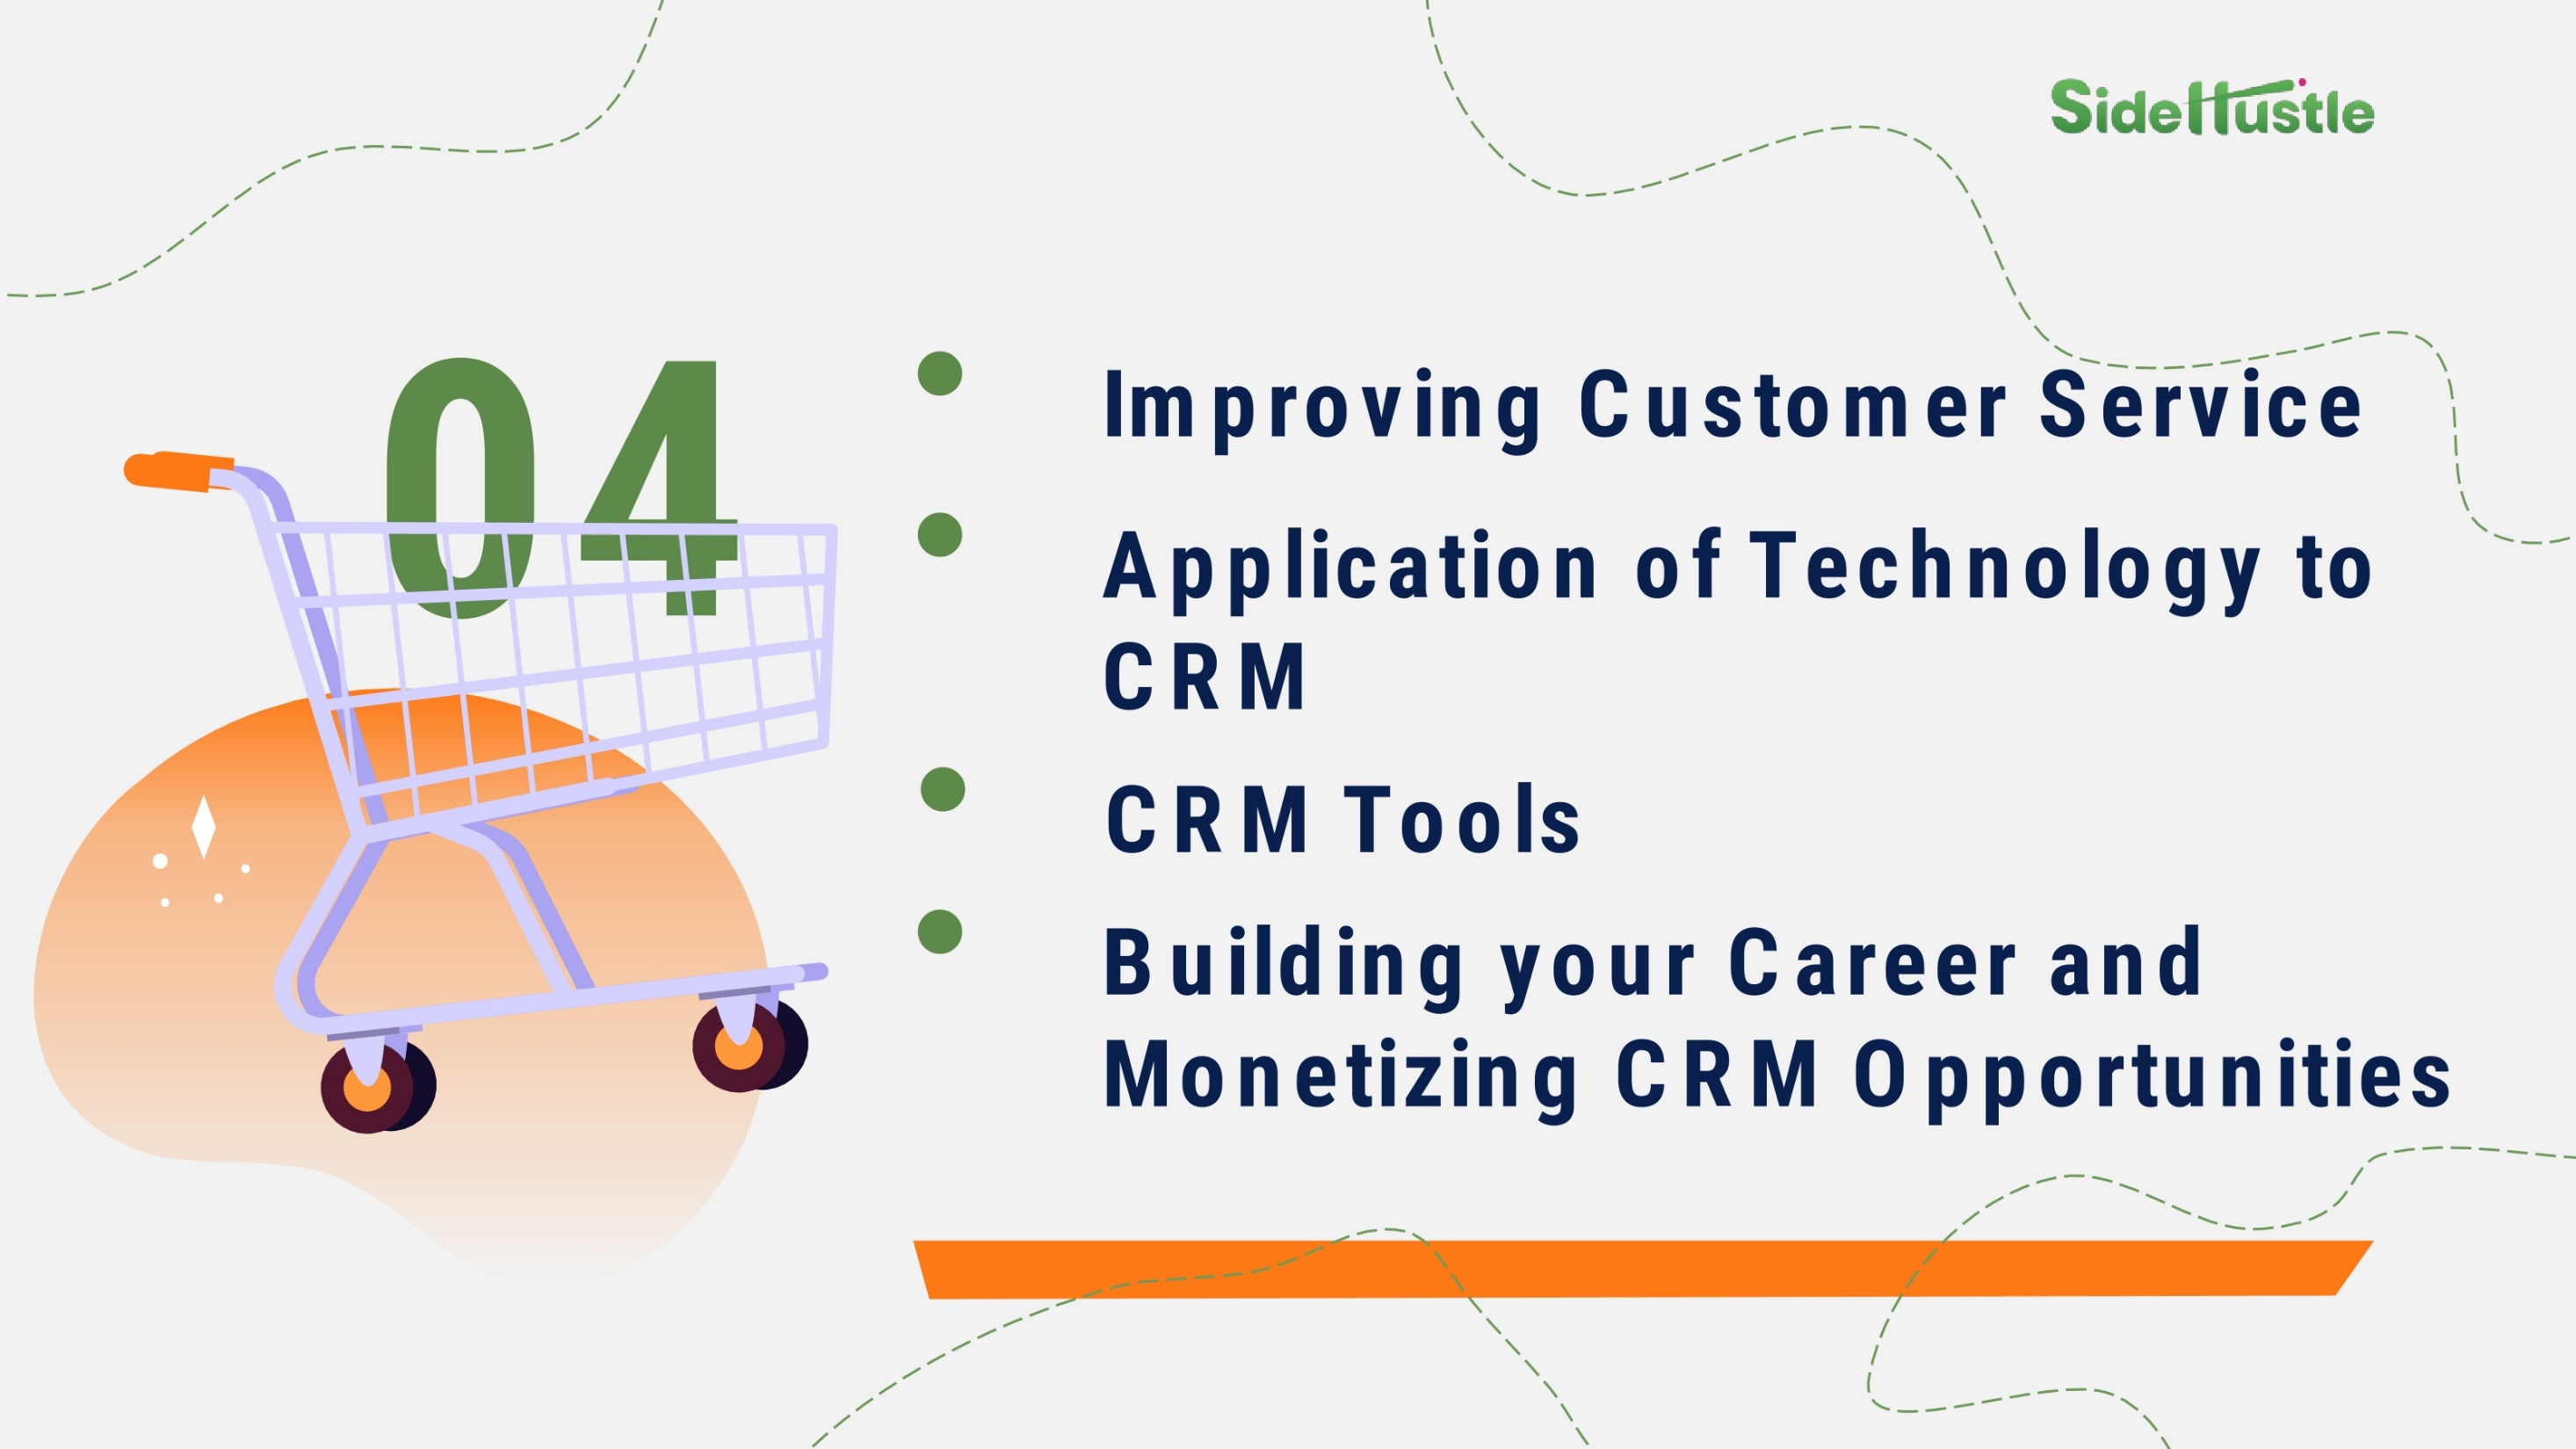 SideHustle
04
Improving Customer Service
Application of Technology to
CRM
CRM Tools
Building your Career and
Monetizing CRM Opportunities